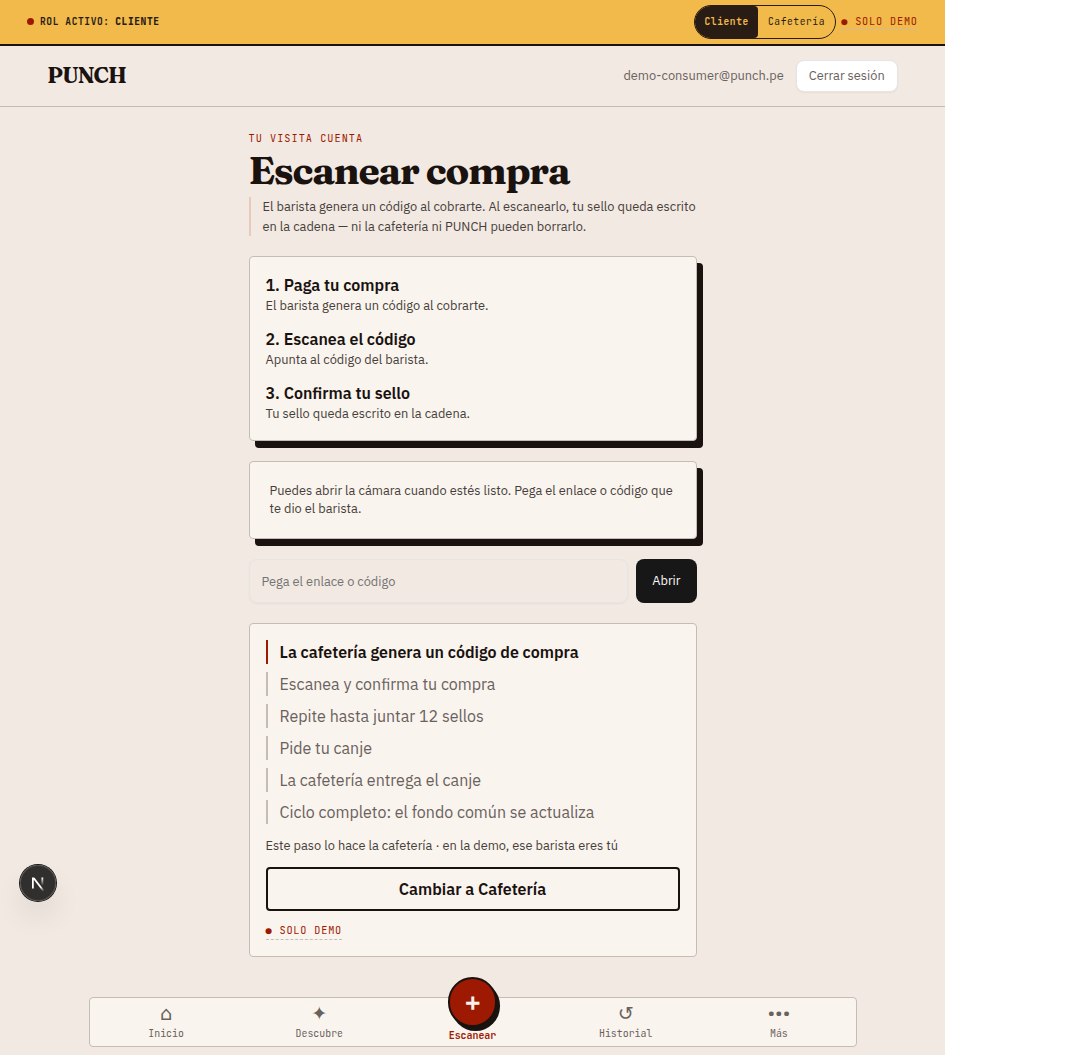 ROL ACTIVO: CLIENTE
Cliente Cafetería SOLO DEMO
PUNCH
demo-consumer@punch.pe Cerrar sesión
TU VISITA CUENTA
Escanear compra
El barista genera un código al cobrarte. Al escanearlo, tu sello queda escrito
en la cadena — ni la cafetería ni PUNCH pueden borrarlo.
1. Paga tu compra
El barista genera un código al cobrarte.
2. Escanea el código
Apunta al código del barista.
3. Confirma tu sello
Tu sello queda escrito en la cadena.
Puedes abrir la cámara cuando estés listo. Pega el enlace o código que
te dio el barista.
Pega el enlace o código
Abrir
La cafetería genera un código de compra
Escanea y confirma tu compra
Repite hasta juntar 12 sellos
Pide tu canje
La cafetería entrega el canje
Ciclo completo: el fondo común se actualiza
Este paso lo hace la cafetería · en la demo, ese barista eres tú
Cambiar a Cafetería
SOLO DEMO
N
Inicio
Descubre
Escanear
Historial
Más